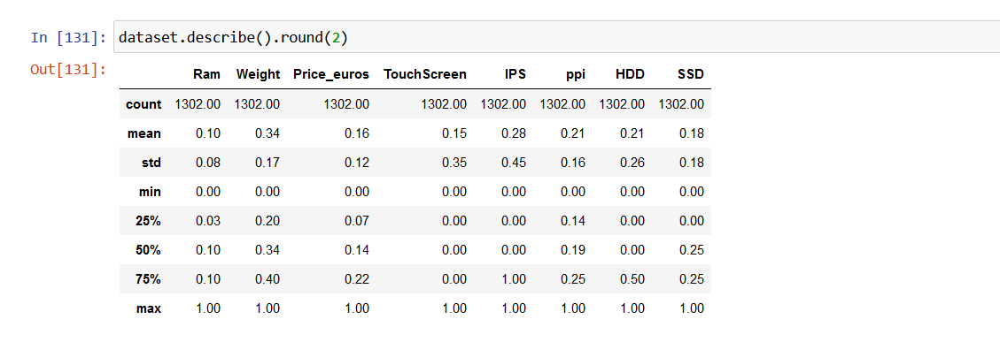 In [131]: dataset.describe().round(2)
Out[131]:
Ram Weight Price_euros TouchScreen IPS ppi HDD SSD
count 1302.00 1302.00 1302.00 1302.00 1302.00 1302.00 1302.00 1302.00
mean 0.10 0.34 0.16 0.15 0.28 0.21 0.21 0.18
std 0.08 0.17 0.12 0.35 0.45 0.16 0.26 0.18
min 0.00 0.00 0.00 0.00 0.00 0.00 0.00 0.00
25% 0.03 0.20 0.07 0.00 0.00 0.14 0.00 0.00
50% 0.10 0.34 0.14 0.00 0.00 0.19 0.00 0.25
75% 0.10 0.40 0.22 0.00 1.00 0.25 0.50 0.25
max 1.00 1.00 1.00 1.00 1.00 1.00 1.00 1.00